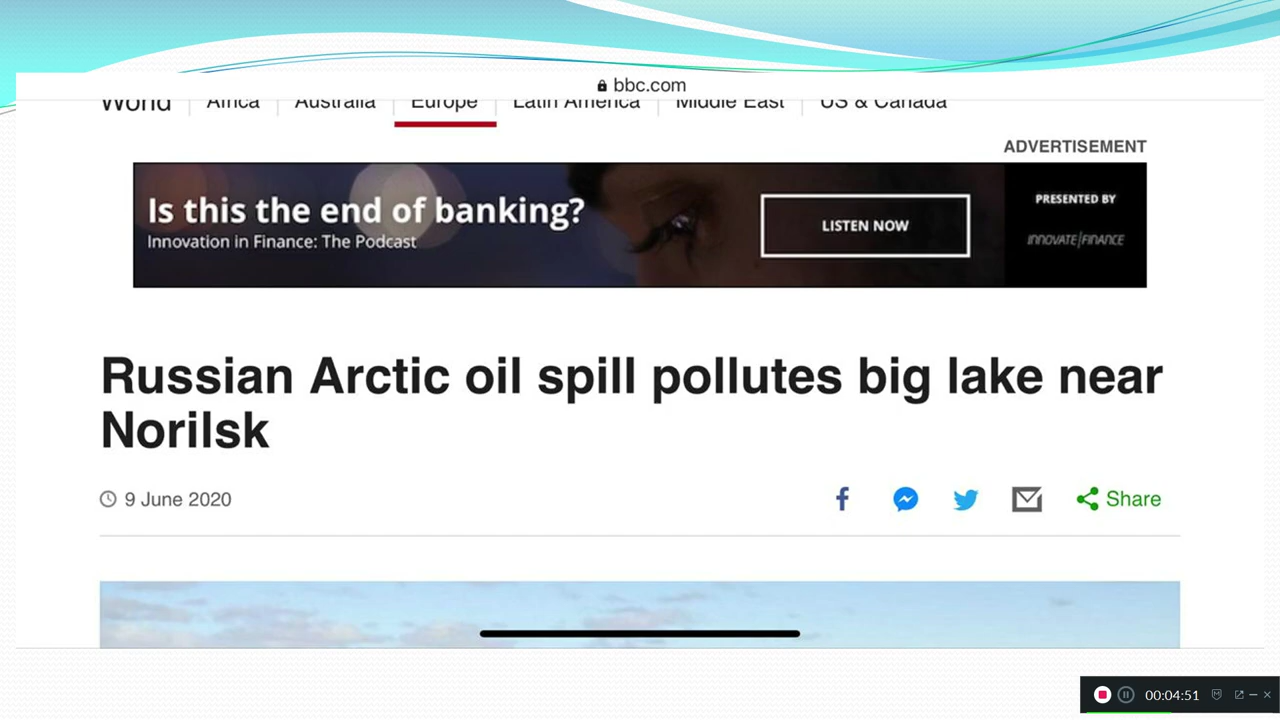 bbc.com
World Africa Australia Europe Latin America Middle East US & Canada
ADVERTISEMENT
Is this the end of banking?
Innovation in Finance: The Podcast
LISTEN NOW
PRESENTED BY
INNOVATE|FINANCE
Russian Arctic oil spill pollutes big lake near
Norilsk
9 June 2020
Share
00:04:51